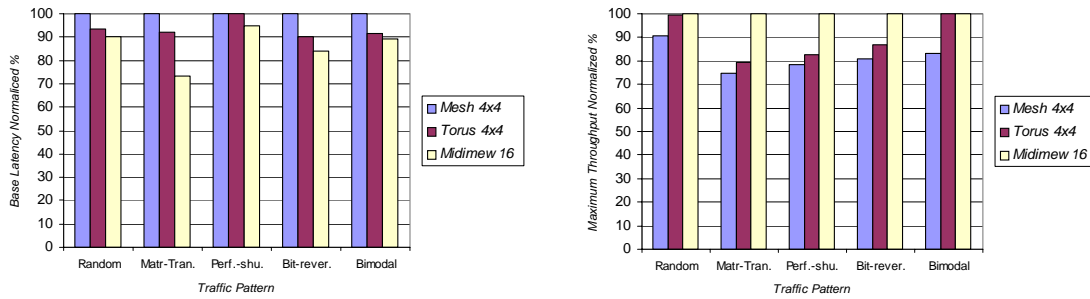 Base Latency Normalized %
100
90
80
70
60
50
40
30
20
10
0
Random Matr-Tran. Perf.-shu. Bit-rever. Bimodal
Traffic Pattern
Mesh 4x4
Torus 4x4
Midimew 16
Maximum Throughput Normalized %
100
90
80
70
60
50
40
30
20
10
0
Random Matr-Tran. Perf.-shu. Bit-rever. Bimodal
Traffic Pattern
Mesh 4x4
Torus 4x4
Midimew 16